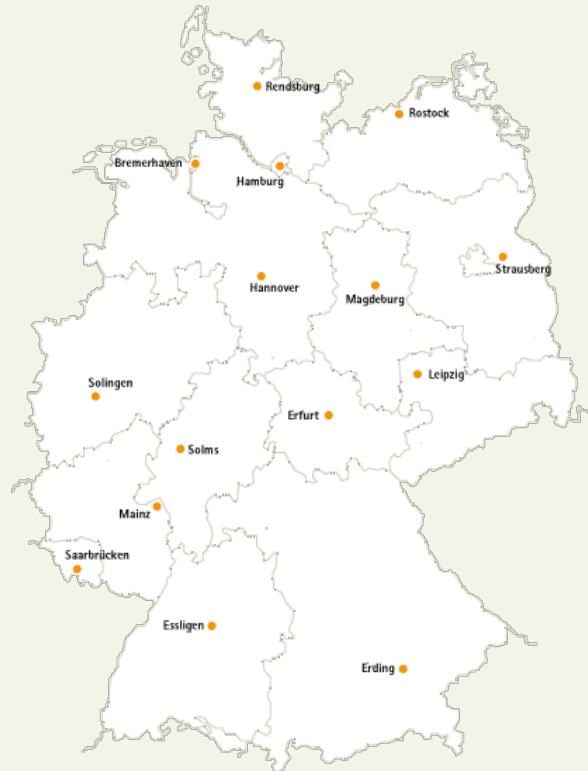 Rendsburg
Rostock
Bremerhaven
Hamburg
Strausberg
Hannover
Magdeburg
Leipzig
Solingen
Erfurt
Solms
Mainz
Saarbrücken
Essligen
Erding